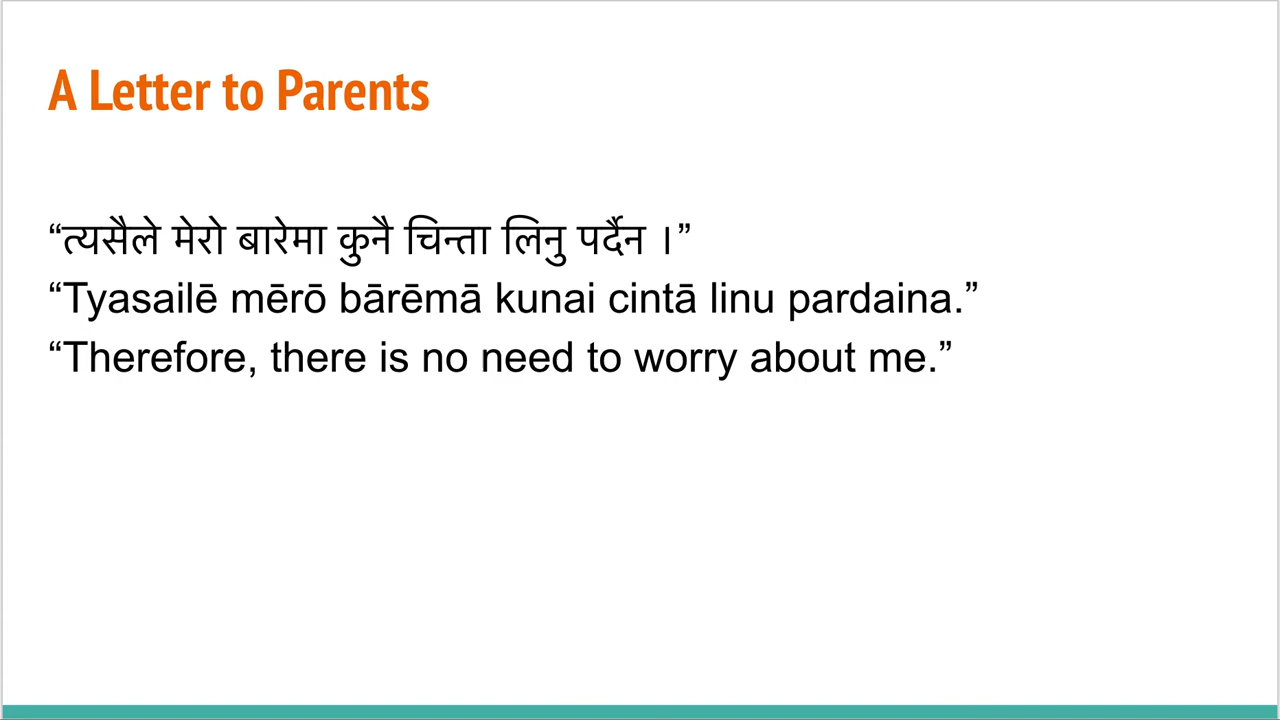 A Letter to Parents
“त्यसैले मेरो बारेमा कुनै चिन्ता लिनु पर्दैन ।”
“Tyasailē mērō bārēmā kunai cintā linu pardaina.”
“Therefore, there is no need to worry about me.”